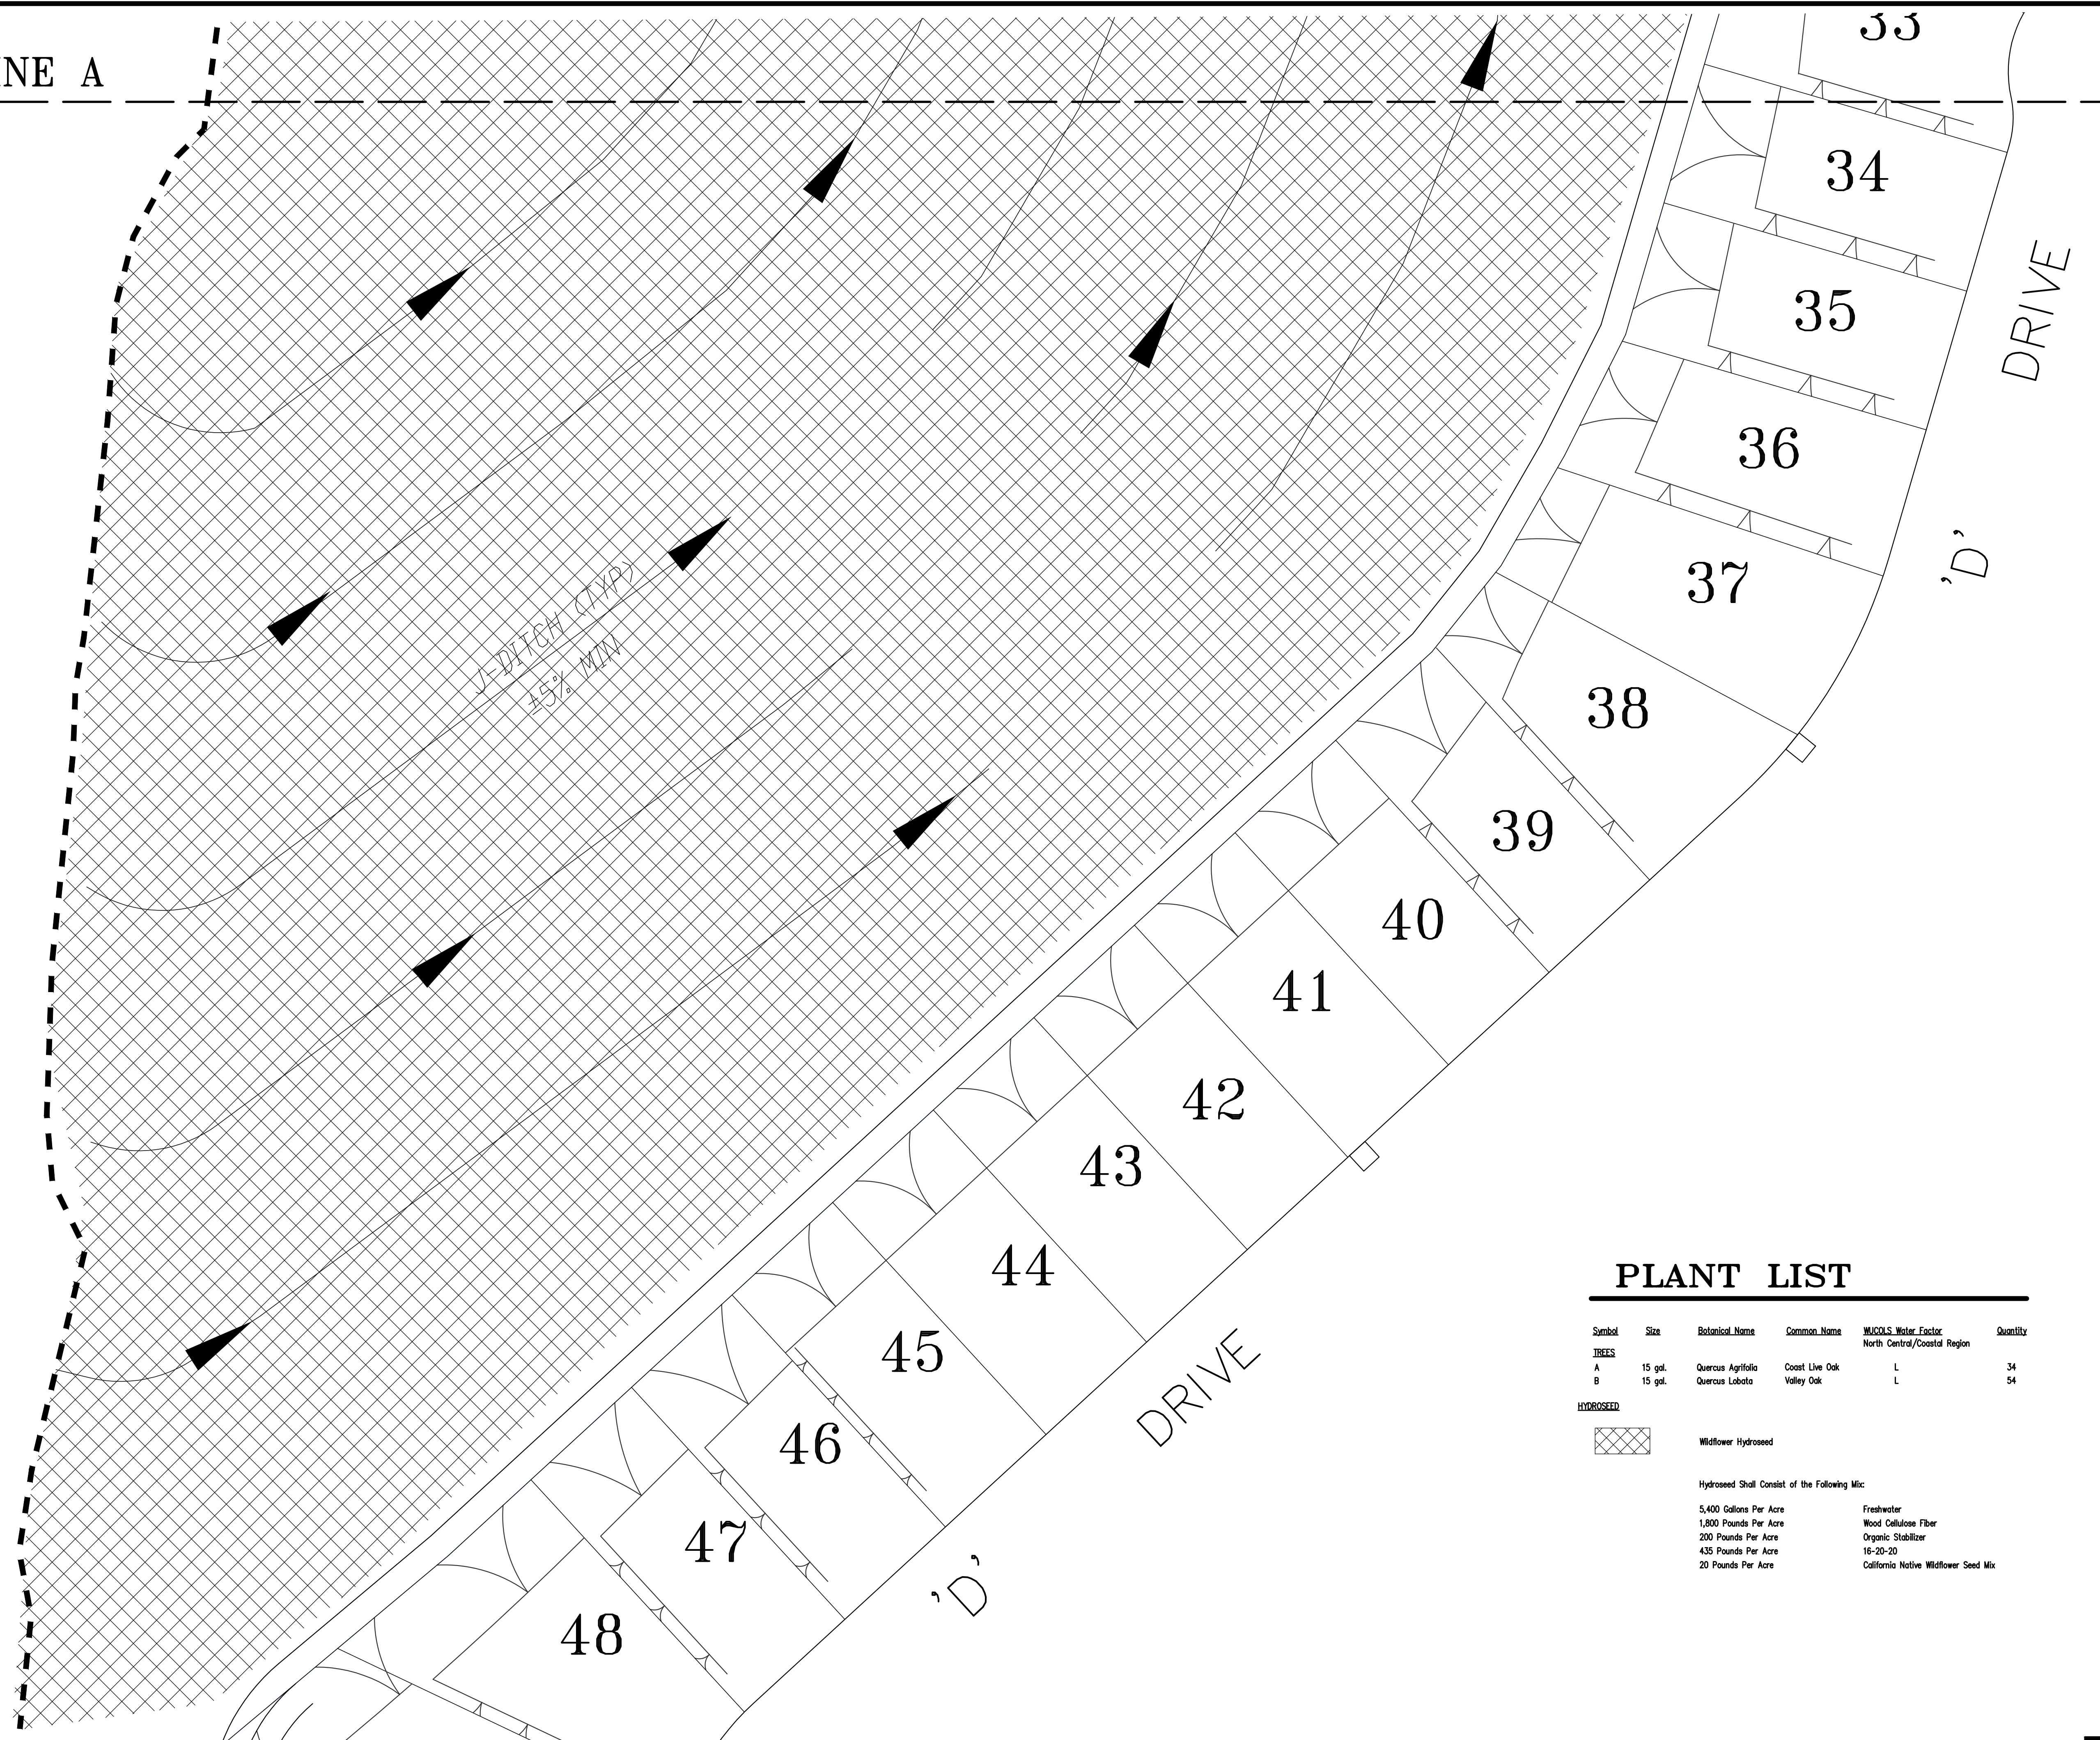 NE A
33
34
35
36
37
38
39
40
41
42
43
44
45
46
47
48
DRIVE
'D'
J-DITCH (TYP)
±5% MIN
DRIVE
'D'
PLANT LIST
Symbol Size Botanical Name Common Name WUCOLS Water Factor Quantity
North Central/Coastal Region
TREES
A 15 gal. Quercus Agrifolia Coast Live Oak L 34
B 15 gal. Quercus Lobata Valley Oak L 54
HYDROSEED
Wildflower Hydroseed
Hydroseed Shall Consist of the Following Mix:
5,400 Gallons Per Acre Freshwater
1,800 Pounds Per Acre Wood Cellulose Fiber
200 Pounds Per Acre Organic Stabilizer
435 Pounds Per Acre 16-20-20
20 Pounds Per Acre California Native Wildflower Seed Mix